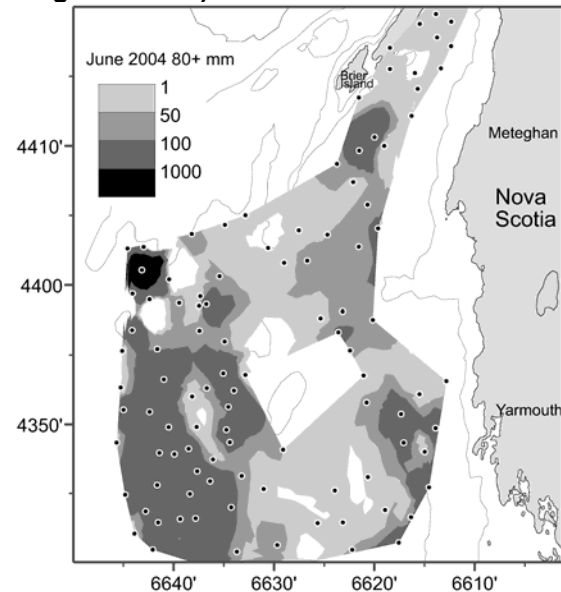 June 2004 80+ mm
1
50
100
1000
Brier
Island
Meteghan
Nova
Scotia
Yarmouth
4410'
4400'
4350'
6640'
6630'
6620'
6610'